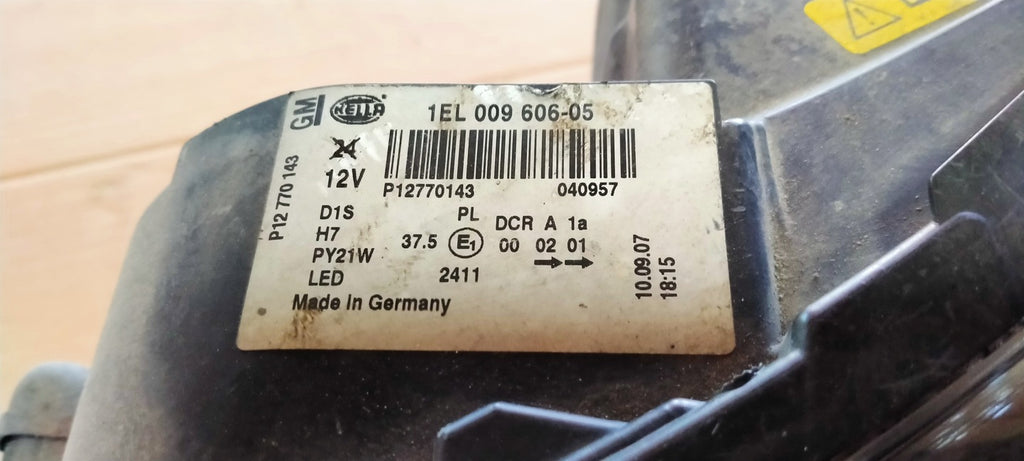 GM HELLA 1EL 009 606-05
24
12V
P12770143 040957
P12 770 143
D1S PL DCR A 1a
H7 37.5 E1 00 02 01
PY21W
LED 2411
Made In Germany
10.09.07
18:15